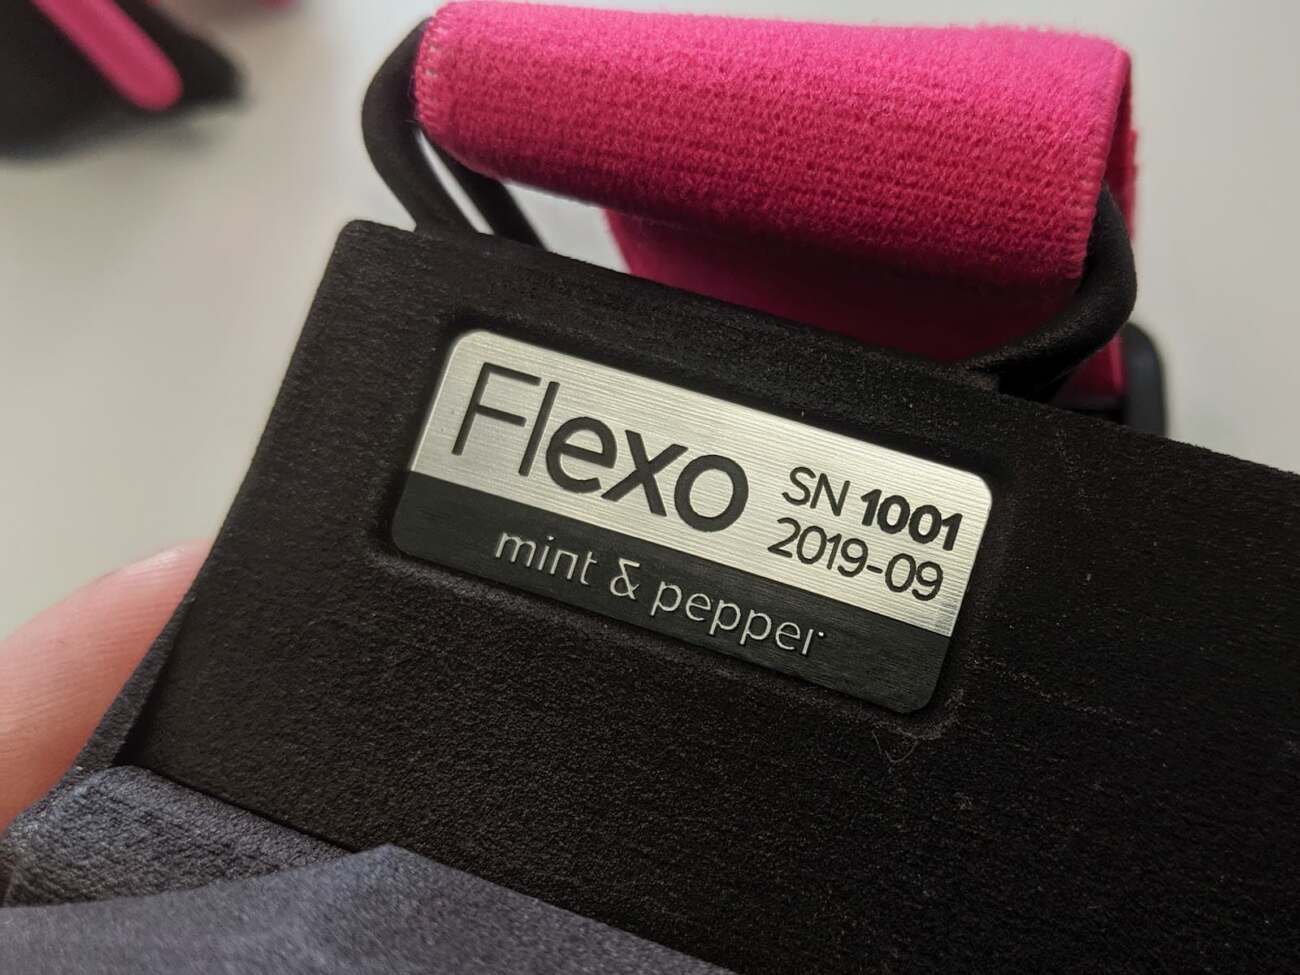 Flexo
SN 1001
2019-09
mint & pepper